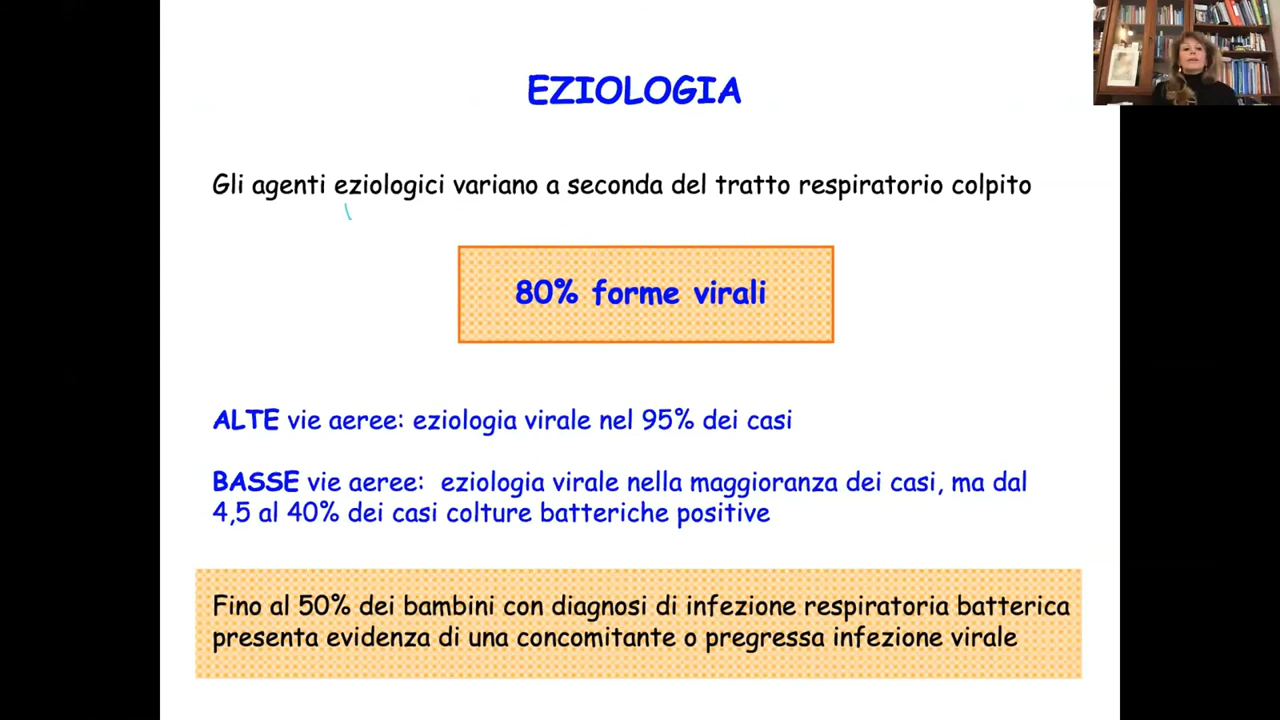 EZIOLOGIA
Gli agenti eziologici variano a seconda del tratto respiratorio colpito
80% forme virali
ALTE vie aeree: eziologia virale nel 95% dei casi
BASSE vie aeree: eziologia virale nella maggioranza dei casi, ma dal
4,5 al 40% dei casi colture batteriche positive
Fino al 50% dei bambini con diagnosi di infezione respiratoria batterica
presenta evidenza di una concomitante o pregressa infezione virale